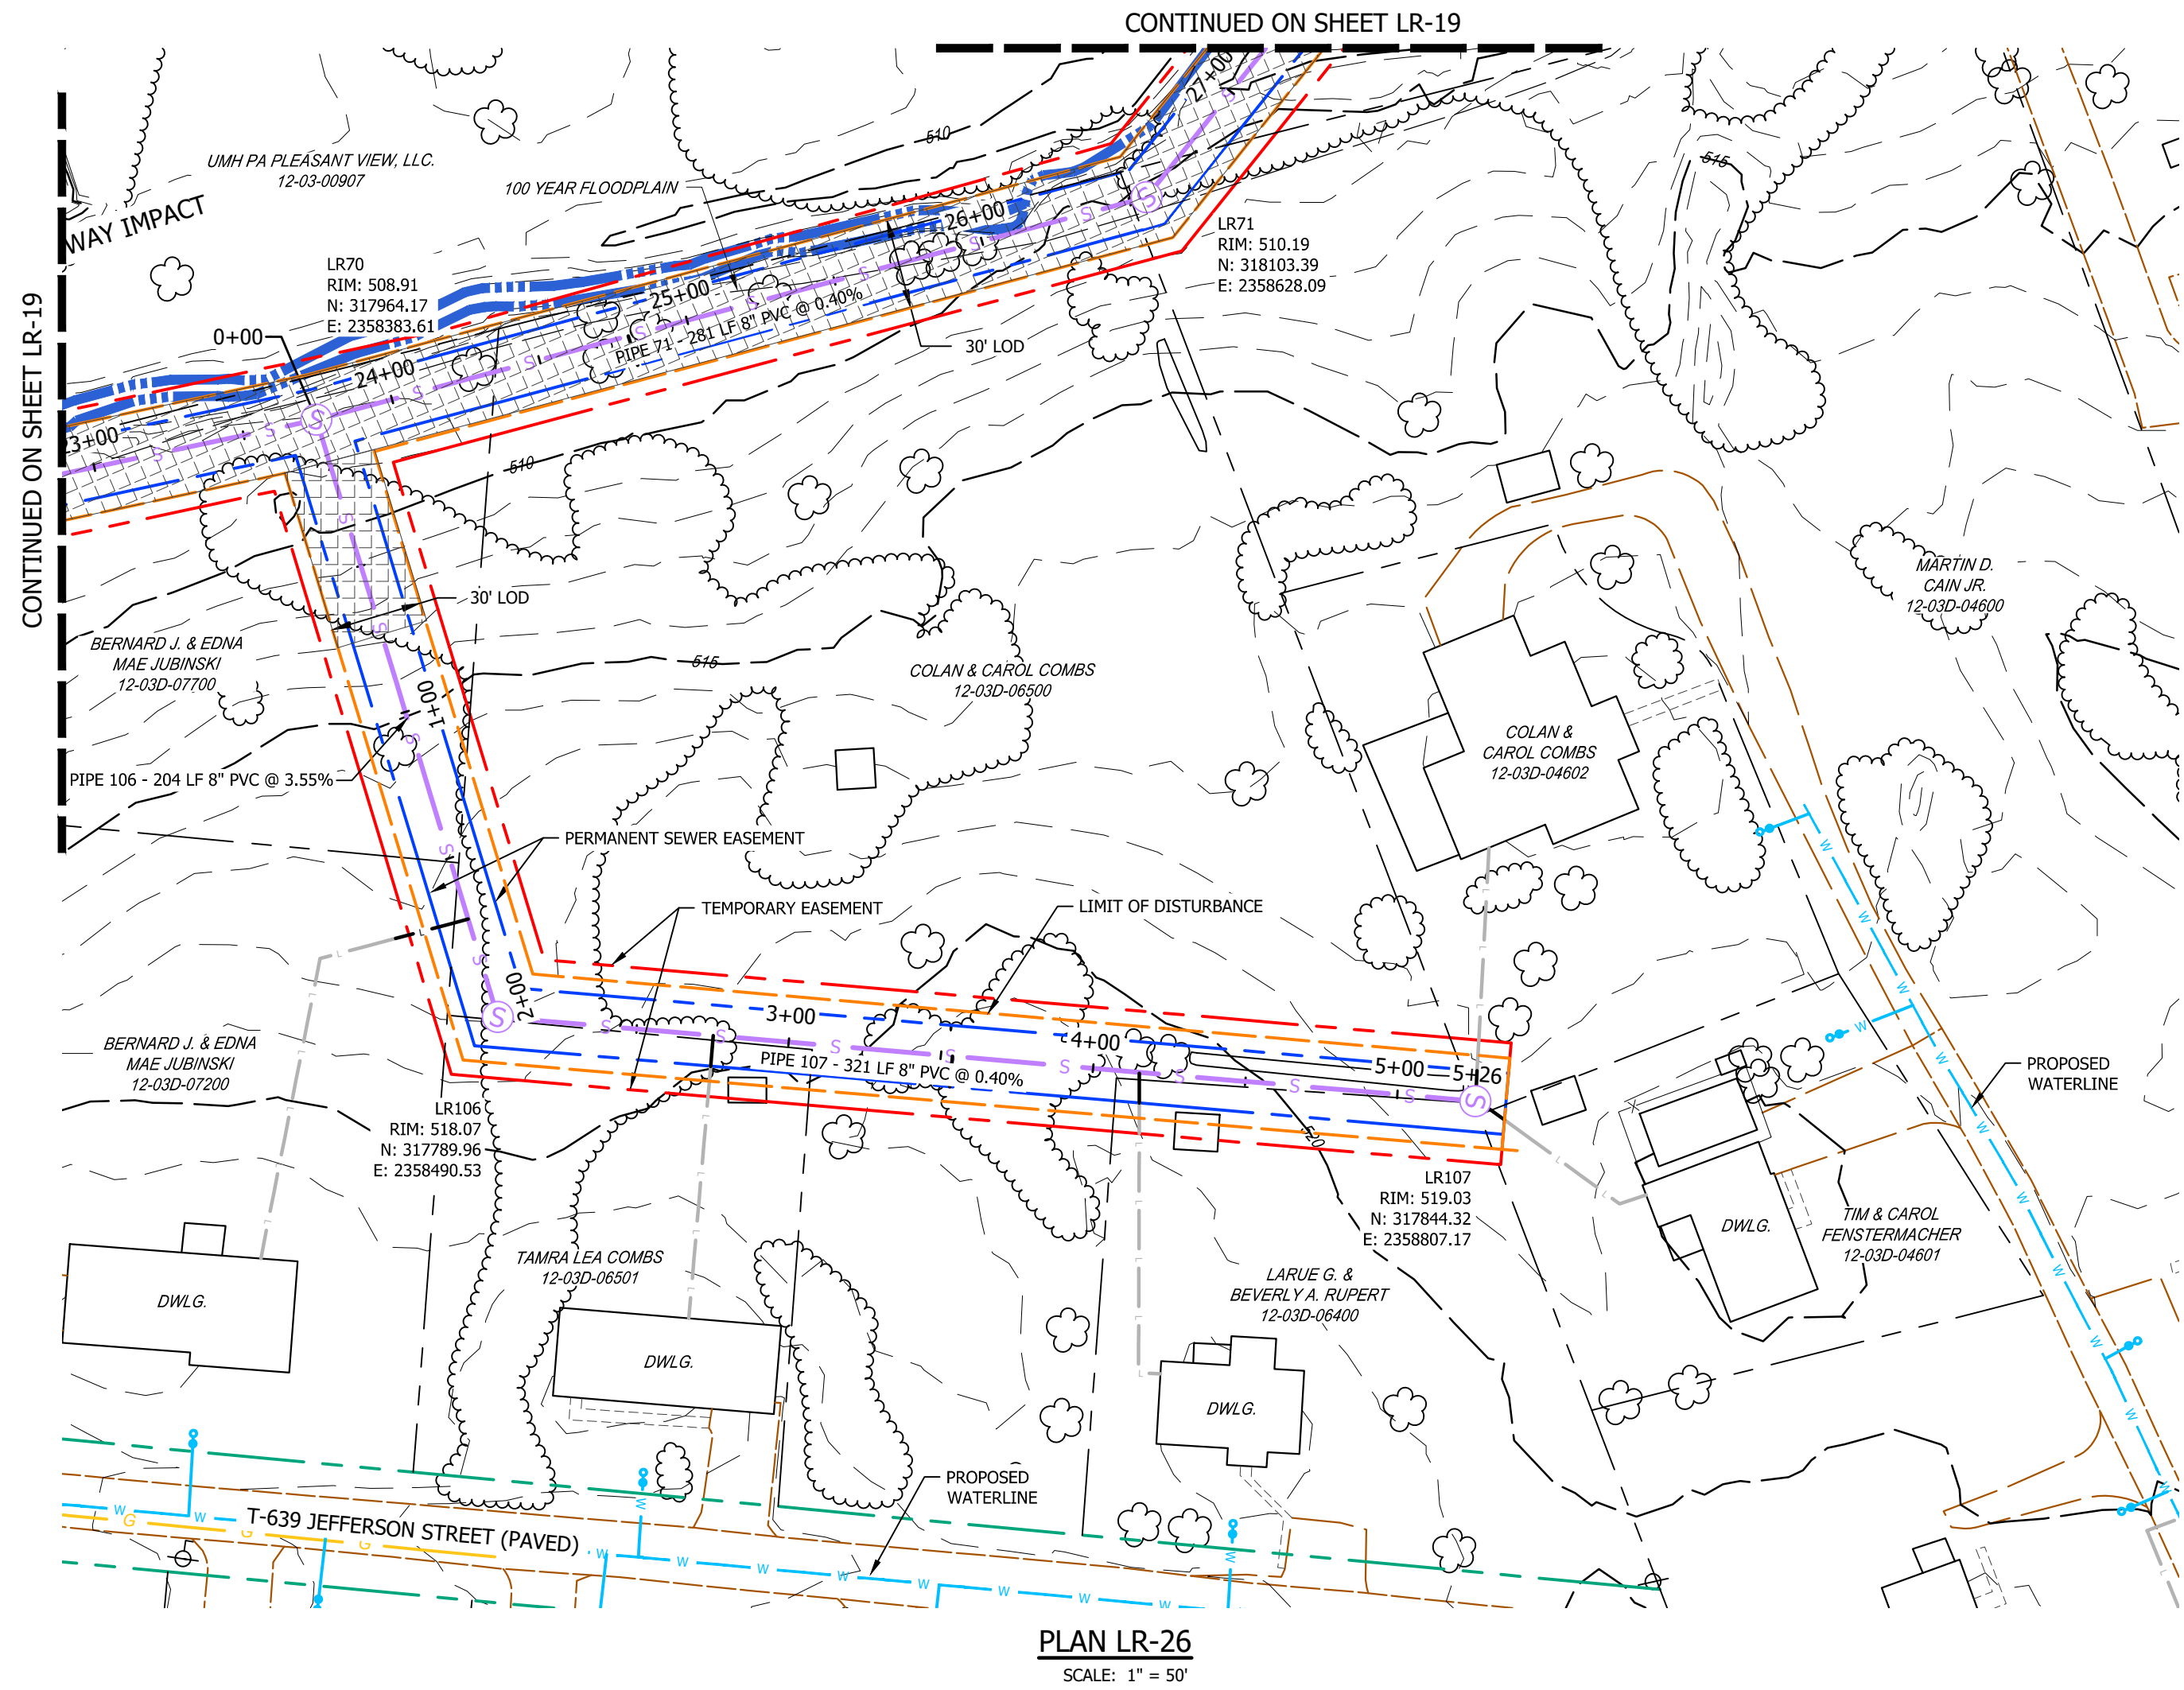 CONTINUED ON SHEET LR-19
27+00
510
515
UMH PA PLEASANT VIEW, LLC.
12-03-00907
100 YEAR FLOODPLAIN
WAY IMPACT
26+00
LR71
RIM: 510.19
N: 318103.39
E: 2358628.09
LR70
RIM: 508.91
N: 317964.17
E: 2358383.61
25+00
0+00
PIPE 71 - 281 LF 8" PVC @ 0.40%
30' LOD
24+00
23+00
CONTINUED ON SHEET LR-19
510
30' LOD
MARTIN D.
CAIN JR.
12-03D-04600
BERNARD J. & EDNA
MAE JUBINSKI
12-03D-07700
515
COLAN & CAROL COMBS
12-03D-06500
1+00
COLAN &
CAROL COMBS
12-03D-04602
PIPE 106 - 204 LF 8" PVC @ 3.55%
PERMANENT SEWER EASEMENT
TEMPORARY EASEMENT
LIMIT OF DISTURBANCE
2+00
3+00
4+00
5+00
5+26
PIPE 107 - 321 LF 8" PVC @ 0.40%
BERNARD J. & EDNA
MAE JUBINSKI
12-03D-07200
PROPOSED
WATERLINE
LR106
RIM: 518.07
N: 317789.96
E: 2358490.53
520
LR107
RIM: 519.03
N: 317844.32
E: 2358807.17
DWLG.
TIM & CAROL
FENSTERMACHER
12-03D-04601
TAMRA LEA COMBS
12-03D-06501
LARUE G. &
BEVERLY A. RUPERT
12-03D-06400
DWLG.
DWLG.
DWLG.
PROPOSED
WATERLINE
T-639 JEFFERSON STREET (PAVED)
PLAN LR-26
SCALE: 1" = 50'